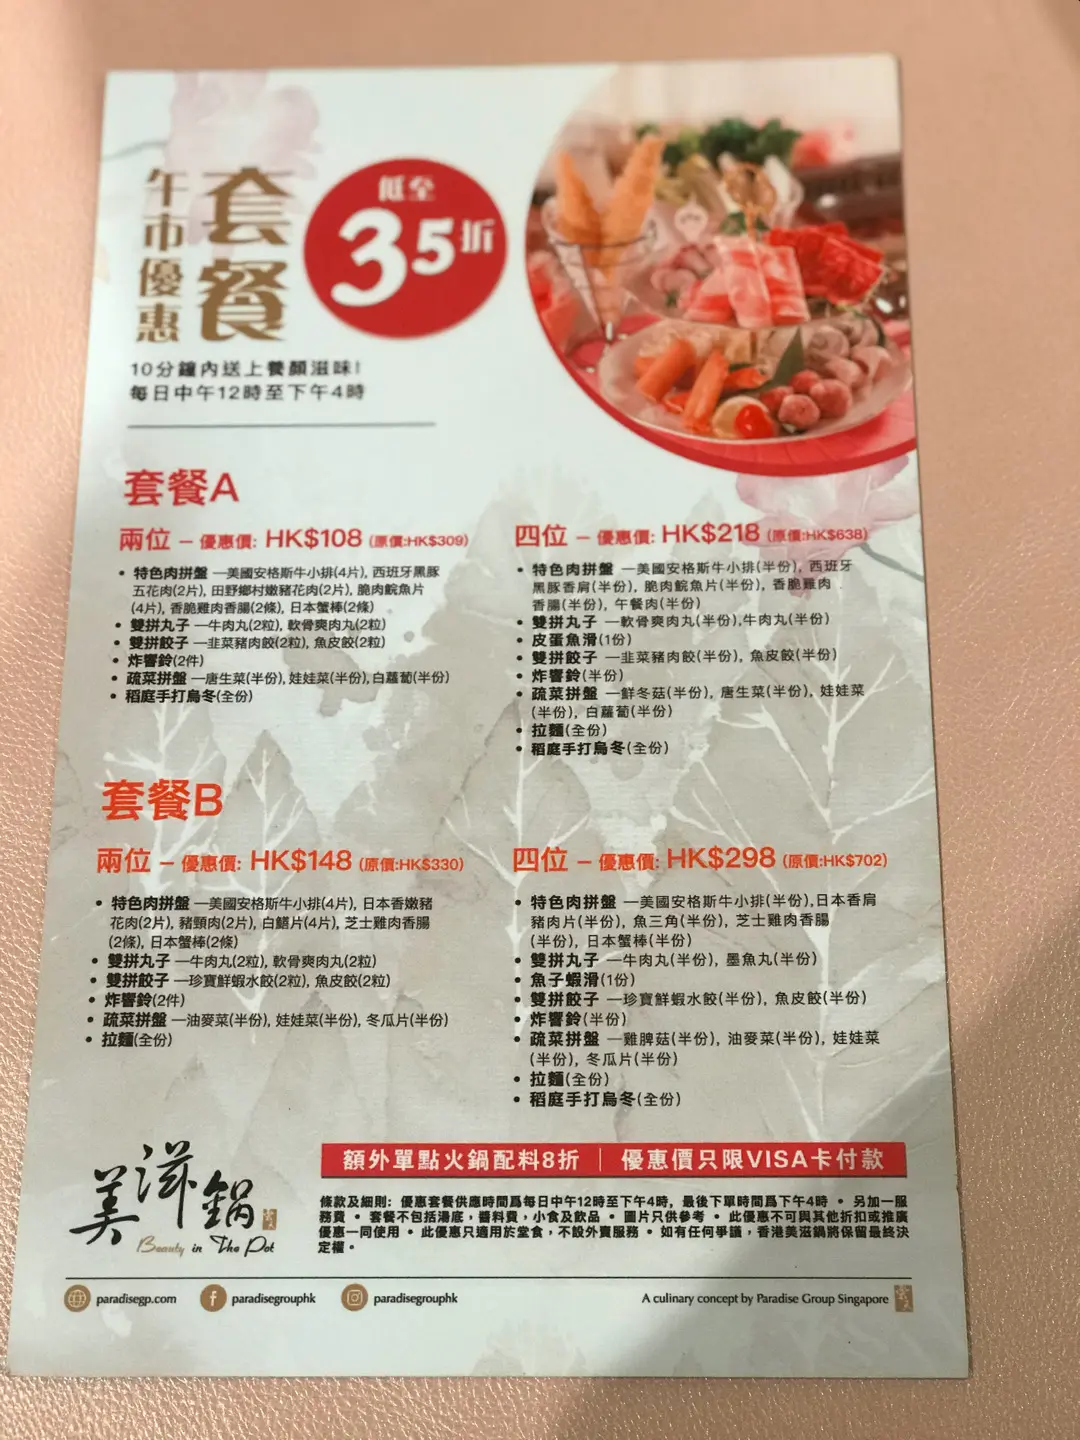 午市優惠
套餐
低至
35折
10分鐘內送上養顏滋味!
每日中午12時至下午4時
套餐A
兩位 – 優惠價: HK$108 (原價:HK$309)
• 特色肉拼盤 —美國安格斯牛小排(4片), 西班牙黑豚
五花肉(2片), 田野鄉村嫩豬花肉(2片), 脆肉鯇魚片
(4片), 香脆雞肉香腸(2條), 日本蟹棒(2條)
• 雙拼丸子 —牛肉丸(2粒), 軟骨爽肉丸(2粒)
• 雙拼餃子 —韭菜豬肉餃(2粒), 魚皮餃(2粒)
• 炸響鈴(2件)
• 疏菜拼盤 —唐生菜(半份), 娃娃菜(半份), 白蘿蔔(半份)
• 稻庭手打烏冬(全份)
四位 – 優惠價: HK$218 (原價:HK$638)
• 特色肉拼盤 —美國安格斯牛小排(半份), 西班牙
黑豚香肩(半份), 脆肉鯇魚片(半份), 香脆雞肉
香腸(半份), 午餐肉(半份)
• 雙拼丸子 —軟骨爽肉丸(半份),牛肉丸(半份)
• 皮蛋魚滑(1份)
• 雙拼餃子 —韭菜豬肉餃(半份), 魚皮餃(半份)
• 炸響鈴(半份)
• 疏菜拼盤 —鮮冬菇(半份), 唐生菜(半份), 娃娃菜
(半份), 白蘿蔔(半份)
• 拉麵(全份)
• 稻庭手打烏冬(全份)
套餐B
兩位 – 優惠價: HK$148 (原價:HK$330)
• 特色肉拼盤 —美國安格斯牛小排(4片), 日本香嫩豬
花肉(2片), 豬頸肉(2片), 白鱔片(4片), 芝士雞肉香腸
(2條), 日本蟹棒(2條)
• 雙拼丸子 —牛肉丸(2粒), 軟骨爽肉丸(2粒)
• 雙拼餃子 —珍寶鮮蝦水餃(2粒), 魚皮餃(2粒)
• 炸響鈴(2件)
• 疏菜拼盤 —油麥菜(半份), 娃娃菜(半份), 冬瓜片(半份)
• 拉麵(全份)
四位 – 優惠價: HK$298 (原價:HK$702)
• 特色肉拼盤 —美國安格斯牛小排(半份),日本香肩
豬肉片(半份), 魚三角(半份), 芝士雞肉香腸
(半份), 日本蟹棒(半份)
• 雙拼丸子 —牛肉丸(半份), 墨魚丸(半份)
• 魚子蝦滑(1份)
• 雙拼餃子 —珍寶鮮蝦水餃(半份), 魚皮餃(半份)
• 炸響鈴(半份)
• 疏菜拼盤 —雞脾菇(半份), 油麥菜(半份), 娃娃菜
(半份), 冬瓜片(半份)
• 拉麵(全份)
• 稻庭手打烏冬(全份)
美滋鍋
Beauty in The Pot
額外單點火鍋配料8折 | 優惠價只限VISA卡付款
條款及細則: 優惠套餐供應時間爲每日中午12時至下午4時, 最後下單時間爲下午4時 • 另加一服
務費 • 套餐不包括湯底，醬料費，小食及飲品 • 圖片只供參考 • 此優惠不可與其他折扣或推廣
優惠一同使用 • 此優惠只適用於堂食，不設外賣服務 • 如有任何爭議，香港美滋鍋將保留最終決
定權。
paradisegp.com
paradisegrouphk
paradisegrouphk
A culinary concept by Paradise Group Singapore